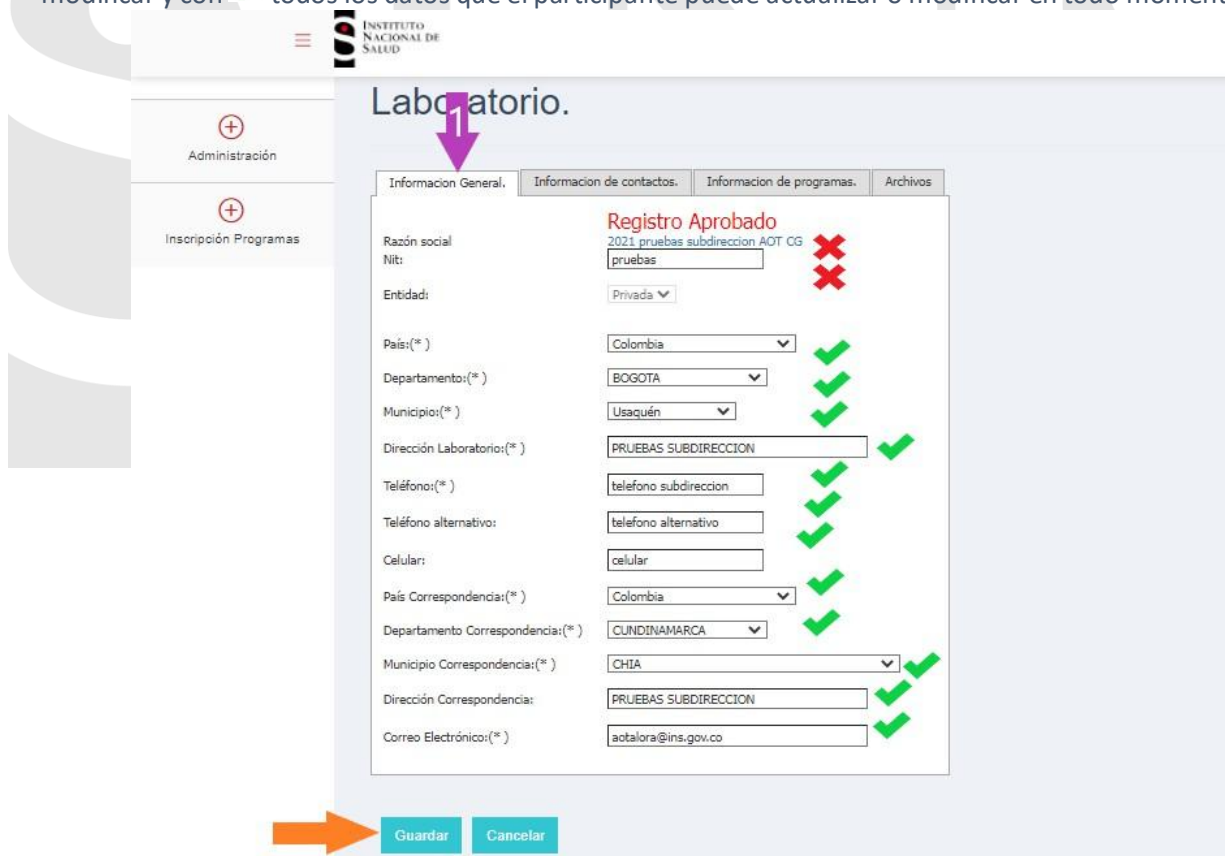 modificar y con todos los datos que el participante puede actualizar o modificar en todo moment
INSTITUTO
NACIONAL DE
SALUD
Laboratorio.
1
Administración
Informacion General. Informacion de contactos. Informacion de programas. Archivos
Inscripción Programas
Registro Aprobado
Razón social 2021 pruebas subdireccion AOT CG
Nit: pruebas
Entidad: Privada
País:(* ) Colombia
Departamento:(* ) BOGOTA
Municipio:(* ) Usaquén
Dirección Laboratorio:(* ) PRUEBAS SUBDIRECCION
Teléfono:(* ) telefono subdireccion
Teléfono alternativo: telefono alternativo
Celular: celular
País Correspondencia:(* ) Colombia
Departamento Correspondencia:(* ) CUNDINAMARCA
Municipio Correspondencia:(* ) CHIA
Dirección Correspondencia: PRUEBAS SUBDIRECCION
Correo Electrónico:(* ) aotalora@ins.gov.co
Guardar Cancelar